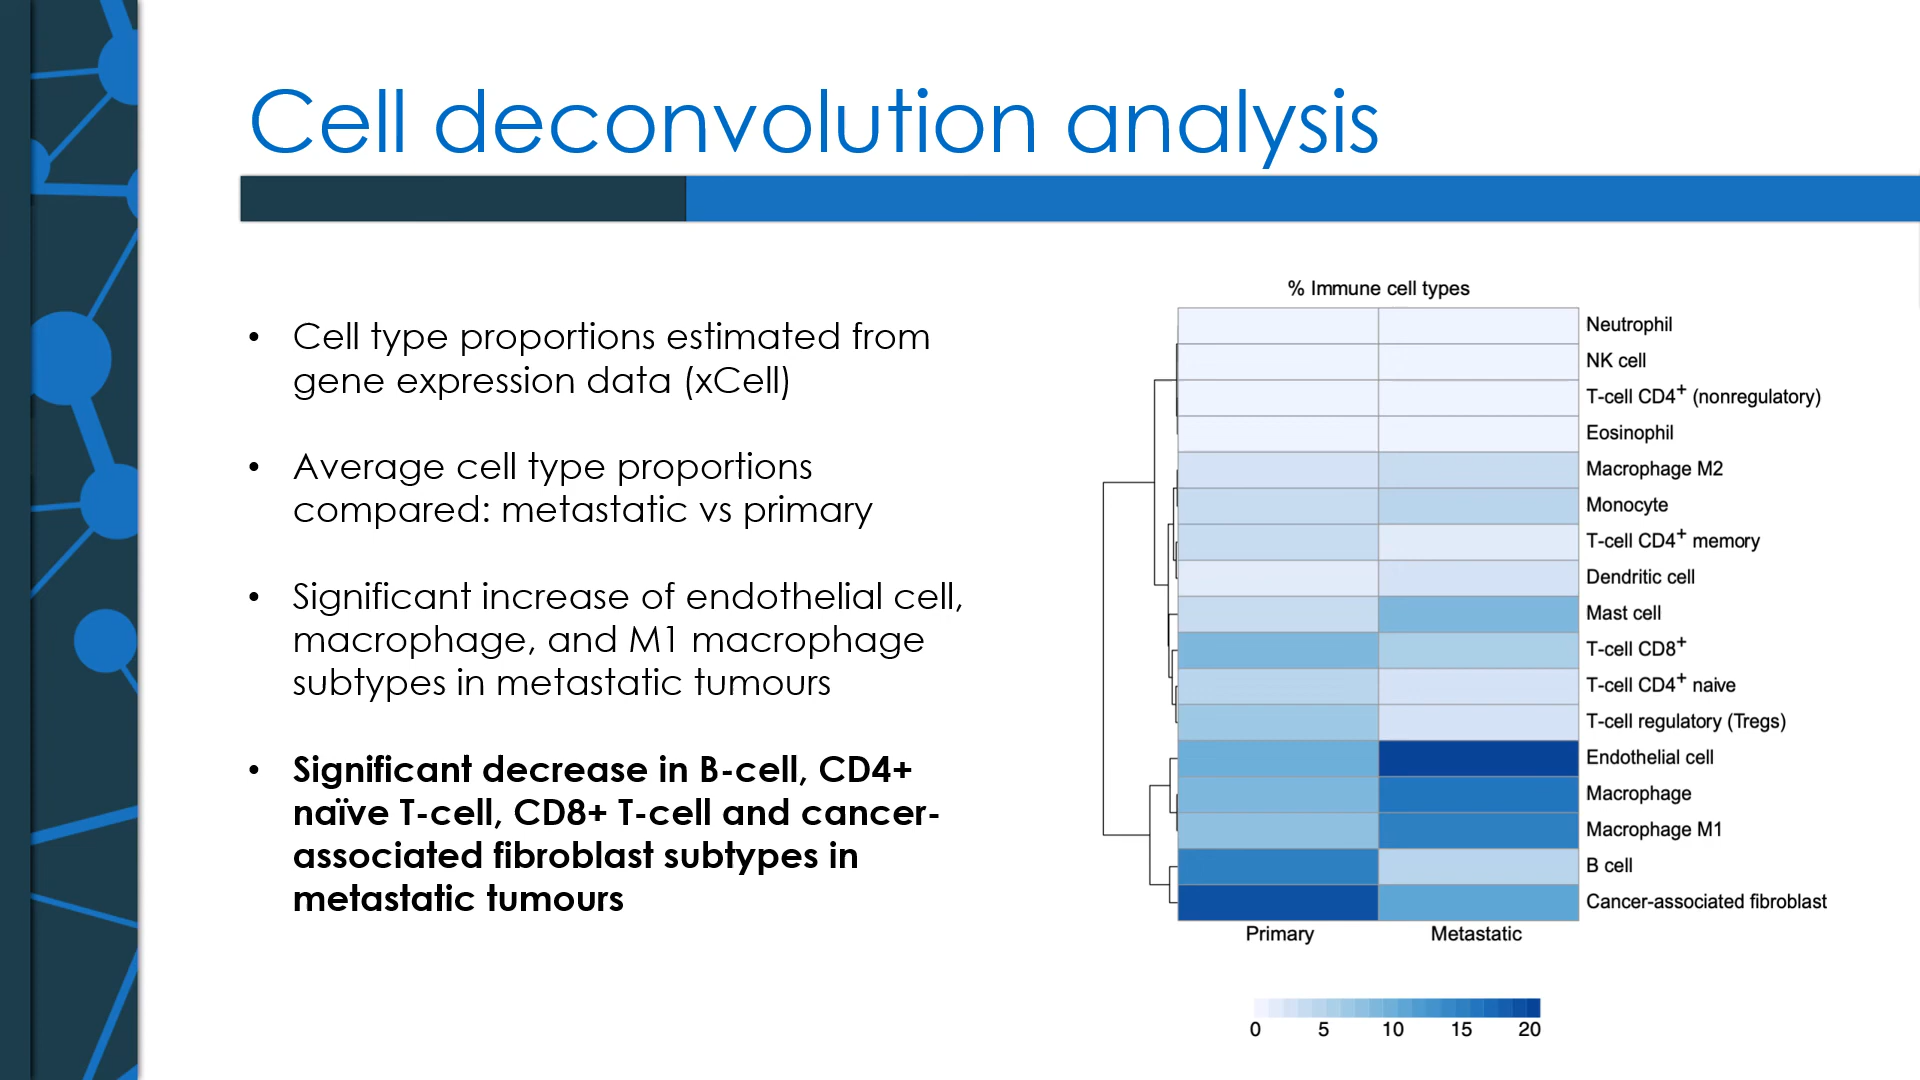 Cell deconvolution analysis
• Cell type proportions estimated from
gene expression data (xCell)
• Average cell type proportions
compared: metastatic vs primary
• Significant increase of endothelial cell,
macrophage, and M1 macrophage
subtypes in metastatic tumours
• Significant decrease in B-cell, CD4+
naïve T-cell, CD8+ T-cell and cancer-
associated fibroblast subtypes in
metastatic tumours
% Immune cell types
Neutrophil
NK cell
T-cell CD4⁺ (nonregulatory)
Eosinophil
Macrophage M2
Monocyte
T-cell CD4⁺ memory
Dendritic cell
Mast cell
T-cell CD8⁺
T-cell CD4⁺ naive
T-cell regulatory (Tregs)
Endothelial cell
Macrophage
Macrophage M1
B cell
Cancer-associated fibroblast
Primary Metastatic
0 5 10 15 20